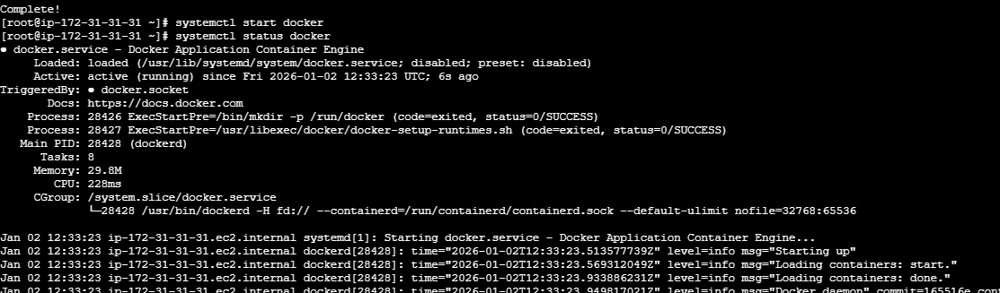 Complete!
[root@ip-172-31-31-31 ~]# systemctl start docker
[root@ip-172-31-31-31 ~]# systemctl status docker
● docker.service - Docker Application Container Engine
Loaded: loaded (/usr/lib/systemd/system/docker.service; disabled; preset: disabled)
Active: active (running) since Fri 2026-01-02 12:33:23 UTC; 6s ago
TriggeredBy: ● docker.socket
Docs: https://docs.docker.com
Process: 28426 ExecStartPre=/bin/mkdir -p /run/docker (code=exited, status=0/SUCCESS)
Process: 28427 ExecStartPre=/usr/libexec/docker/docker-setup-runtimes.sh (code=exited, status=0/SUCCESS)
Main PID: 28428 (dockerd)
Tasks: 8
Memory: 29.8M
CPU: 228ms
CGroup: /system.slice/docker.service
└─28428 /usr/bin/dockerd -H fd:// --containerd=/run/containerd/containerd.sock --default-ulimit nofile=32768:65536
Jan 02 12:33:23 ip-172-31-31-31.ec2.internal systemd[1]: Starting docker.service - Docker Application Container Engine...
Jan 02 12:33:23 ip-172-31-31-31.ec2.internal dockerd[28428]: time="2026-01-02T12:33:23.513577739Z" level=info msg="Starting up"
Jan 02 12:33:23 ip-172-31-31-31.ec2.internal dockerd[28428]: time="2026-01-02T12:33:23.569312049Z" level=info msg="Loading containers: start."
Jan 02 12:33:23 ip-172-31-31-31.ec2.internal dockerd[28428]: time="2026-01-02T12:33:23.933886231Z" level=info msg="Loading containers: done."
Jan 02 12:33:23 ip-172-31-31-31.ec2.internal dockerd[28428]: time="2026-01-02T12:33:23.949817021Z" level=info msg="Docker daemon" commit=165516e con